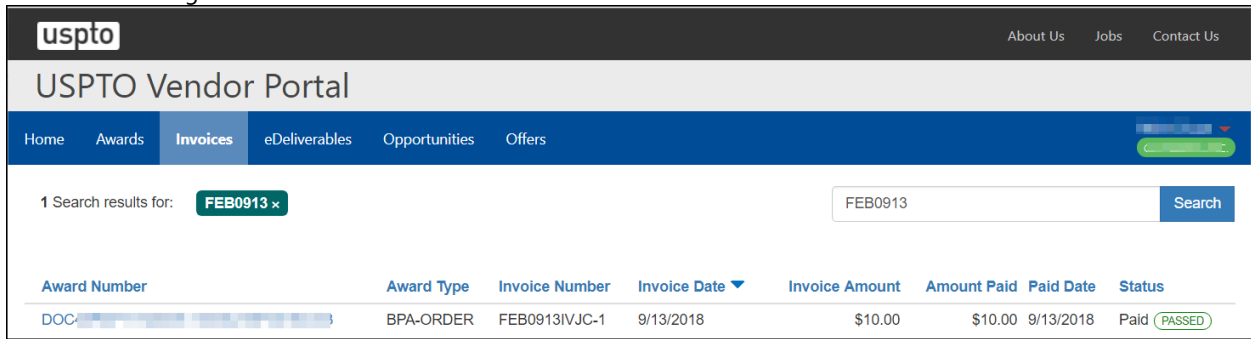 uspto
About Us Jobs Contact Us
USPTO Vendor Portal
Home Awards Invoices eDeliverables Opportunities Offers
1 Search results for: FEB0913 ×
FEB0913 Search
Award Number Award Type Invoice Number Invoice Date Invoice Amount Amount Paid Paid Date Status
BPA-ORDER FEB0913IVJC-1 9/13/2018 $10.00 $10.00 9/13/2018 Paid PASSED